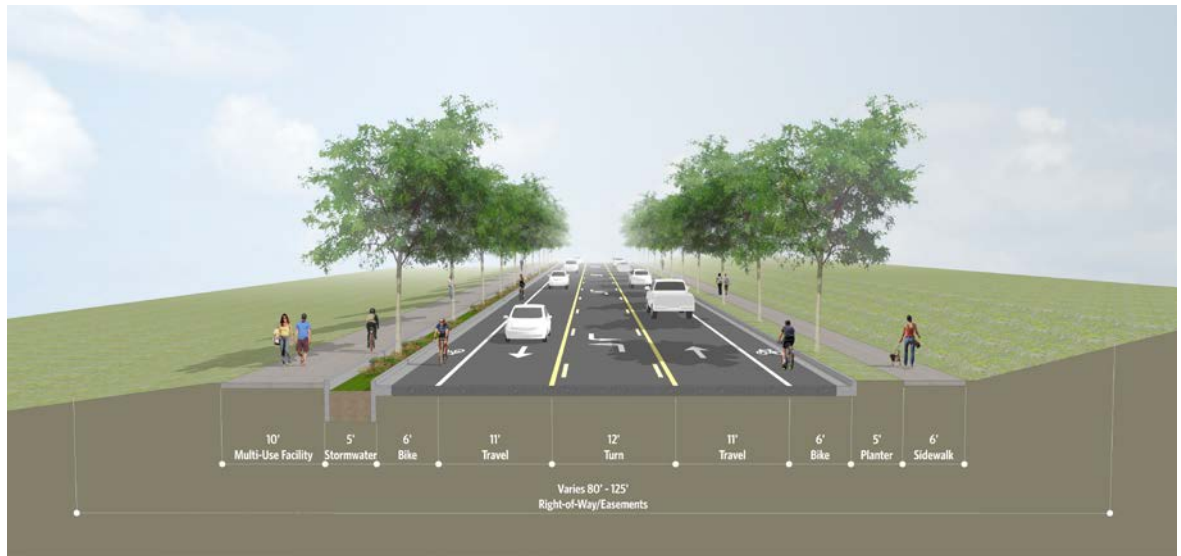 10'
Multi-Use Facility
5'
Stormwater
6'
Bike
11'
Travel
12'
Turn
11'
Travel
6'
Bike
5'
Planter
6'
Sidewalk
Varies 80' - 125'
Right-of-Way/Easements